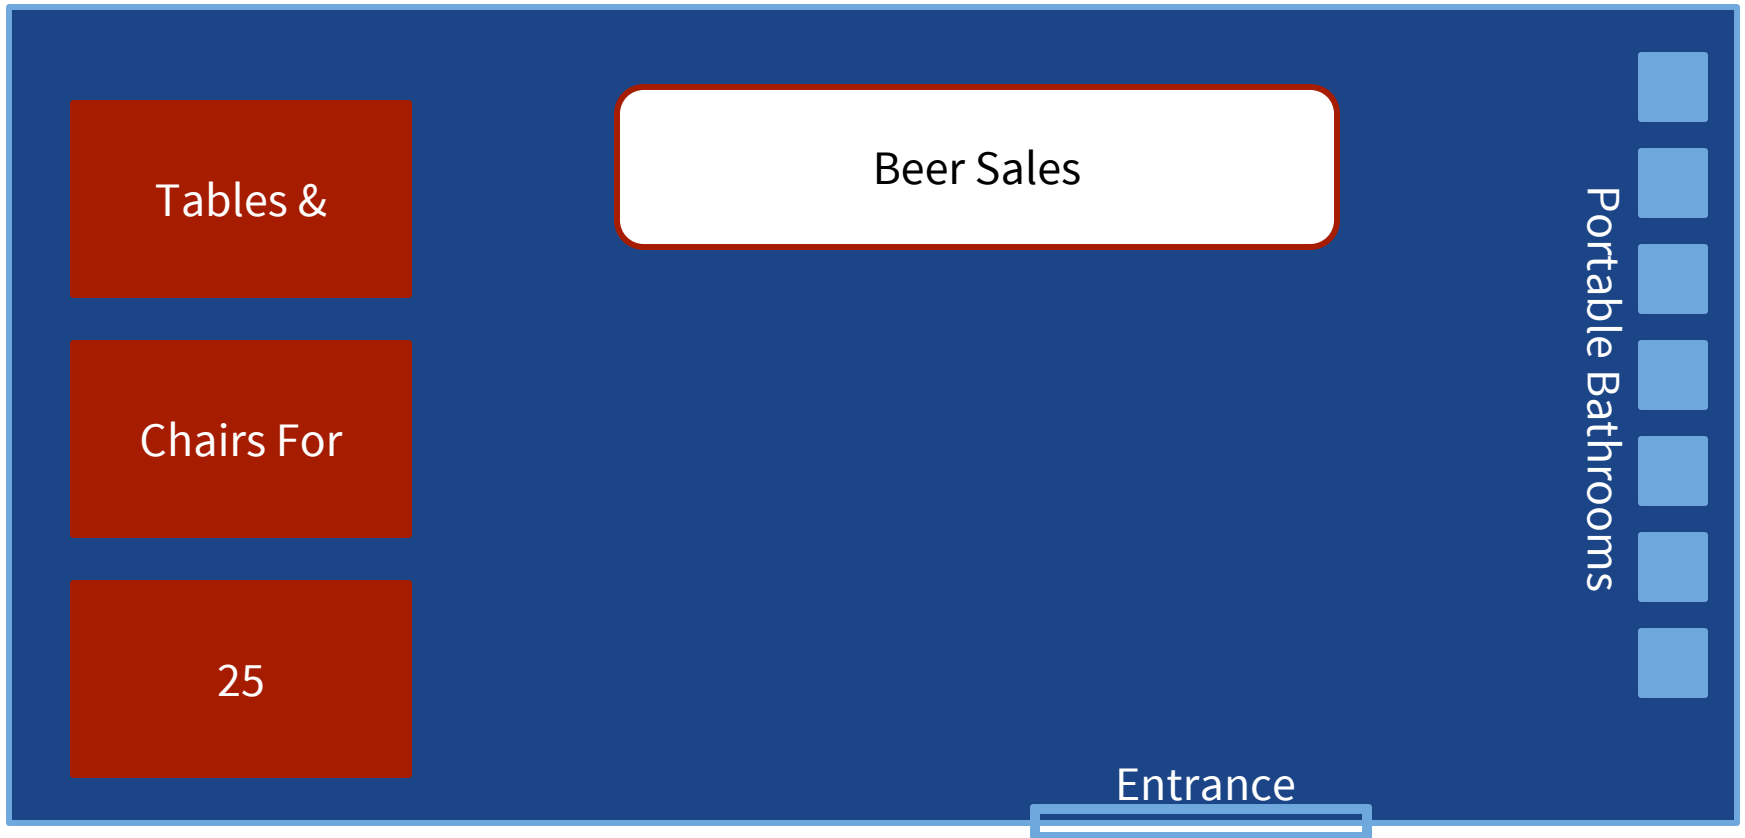 Tables &
Chairs For
25
Beer Sales
Portable Bathrooms
Entrance